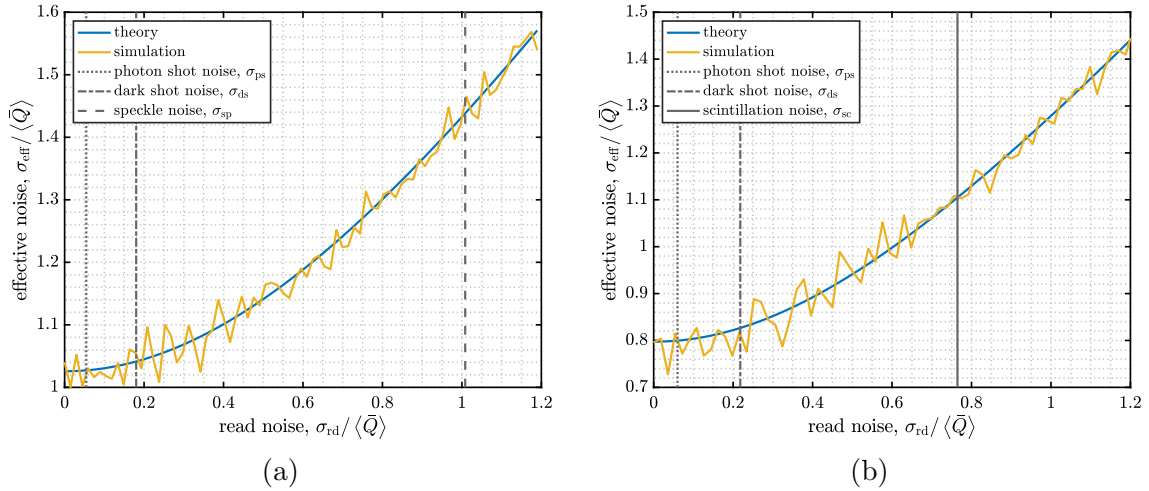 theory
simulation
photon shot noise, σps
dark shot noise, σds
speckle noise, σsp
effective noise, σeff/⟨Q̄⟩
1.6
1.5
1.4
1.3
1.2
1.1
1
0 0.2 0.4 0.6 0.8 1 1.2
read noise, σrd/⟨Q̄⟩
(a)
theory
simulation
photon shot noise, σps
dark shot noise, σds
scintillation noise, σsc
effective noise, σeff/⟨Q̄⟩
1.5
1.4
1.3
1.2
1.1
1
0.9
0.8
0.7
0 0.2 0.4 0.6 0.8 1 1.2
read noise, σrd/⟨Q̄⟩
(b)